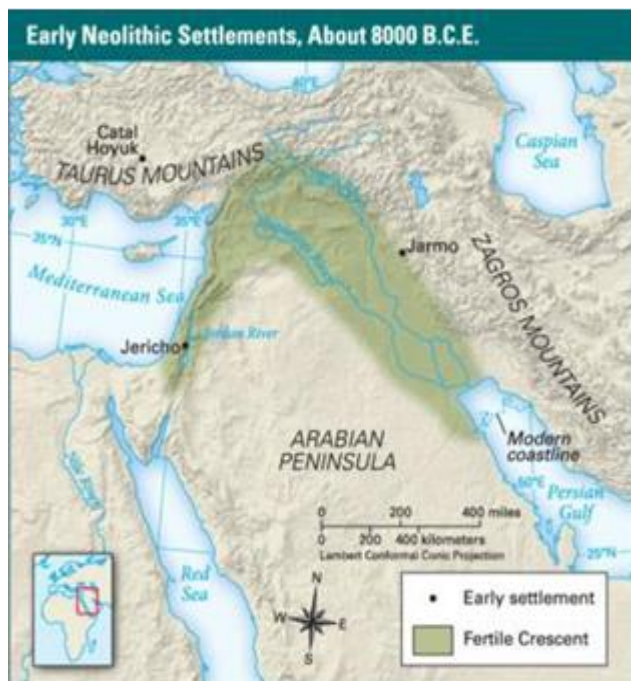 Early Neolithic Settlements, About 8000 B.C.E.
40°E
Catal
Hoyuk
TAURUS MOUNTAINS
Caspian
Sea
30°E
35°E
35°N
Mediterranean Sea
Jarmo
ZAGROS MOUNTAINS
Jericho
Jordan River
ARABIAN
PENINSULA
Modern
coastline
Nile River
50°E
Persian
Gulf
25°N
0 200 400 miles
0 200 400 kilometers
Lambert Conformal Conic Projection
Red
Sea
N
W E
S
Early settlement
Fertile Crescent